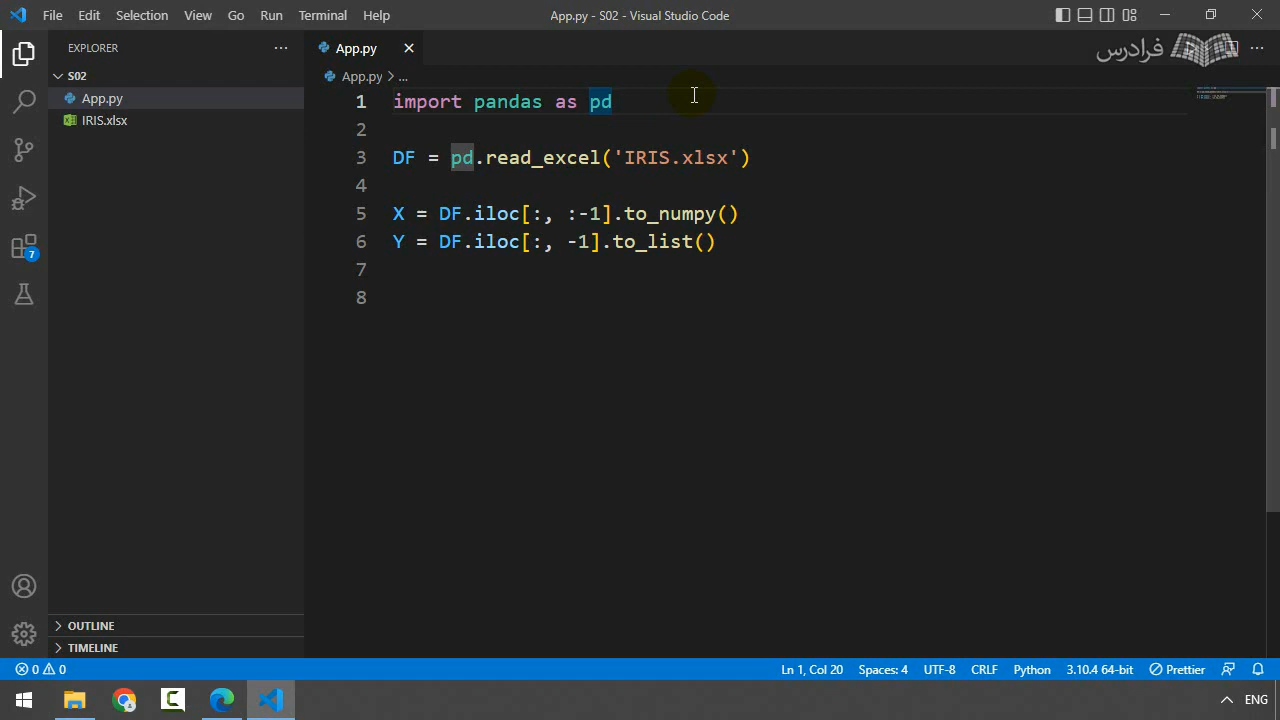 File Edit Selection View Go Run Terminal Help App.py - S02 - Visual Studio Code
EXPLORER ... App.py
فرادرس
S02
App.py > ...
App.py
IRIS.xlsx
1 import pandas as pd
2
3 DF = pd.read_excel('IRIS.xlsx')
4
5 X = DF.iloc[:, :-1].to_numpy()
6 Y = DF.iloc[:, -1].to_list()
7
8
7
OUTLINE
TIMELINE
0 0 Ln 1, Col 20 Spaces: 4 UTF-8 CRLF Python 3.10.4 64-bit Prettier
ENG